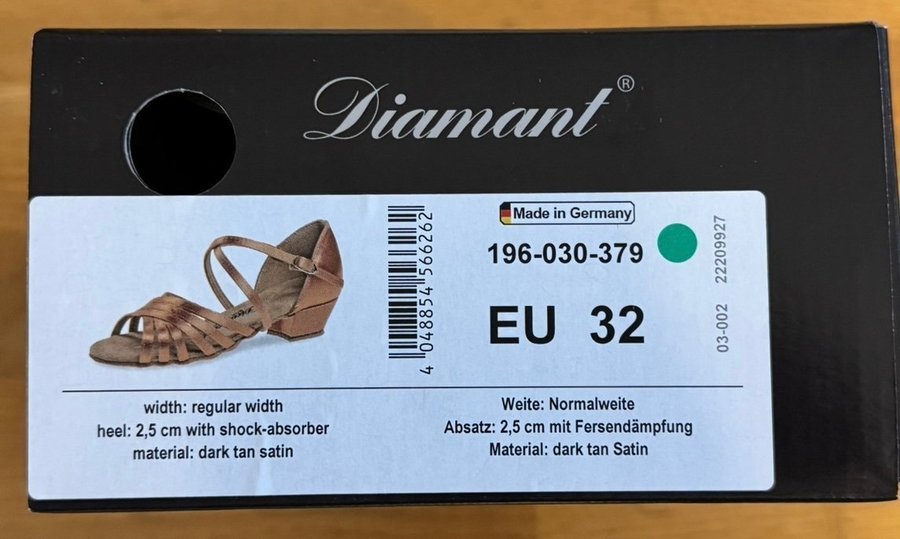 Diamant®
Made in Germany
196-030-379
EU 32
4 048854 566262
03-002 22209927
width: regular width
heel: 2,5 cm with shock-absorber
material: dark tan satin
Weite: Normalweite
Absatz: 2,5 cm mit Fersendämpfung
Material: dark tan Satin